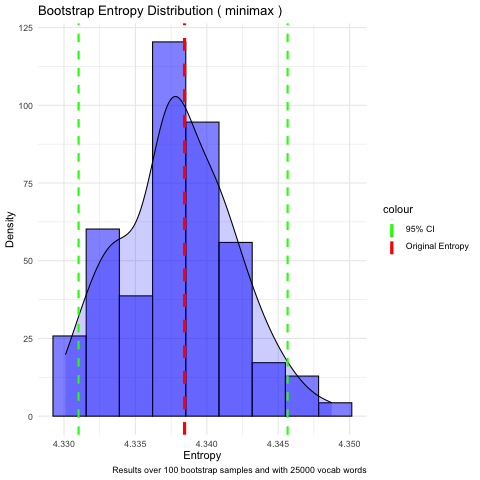 Bootstrap Entropy Distribution ( minimax )
125
100
75
50
25
0
Density
4.330 4.335 4.340 4.345 4.350
Entropy
Results over 100 bootstrap samples and with 25000 vocab words
colour
95% CI
Original Entropy